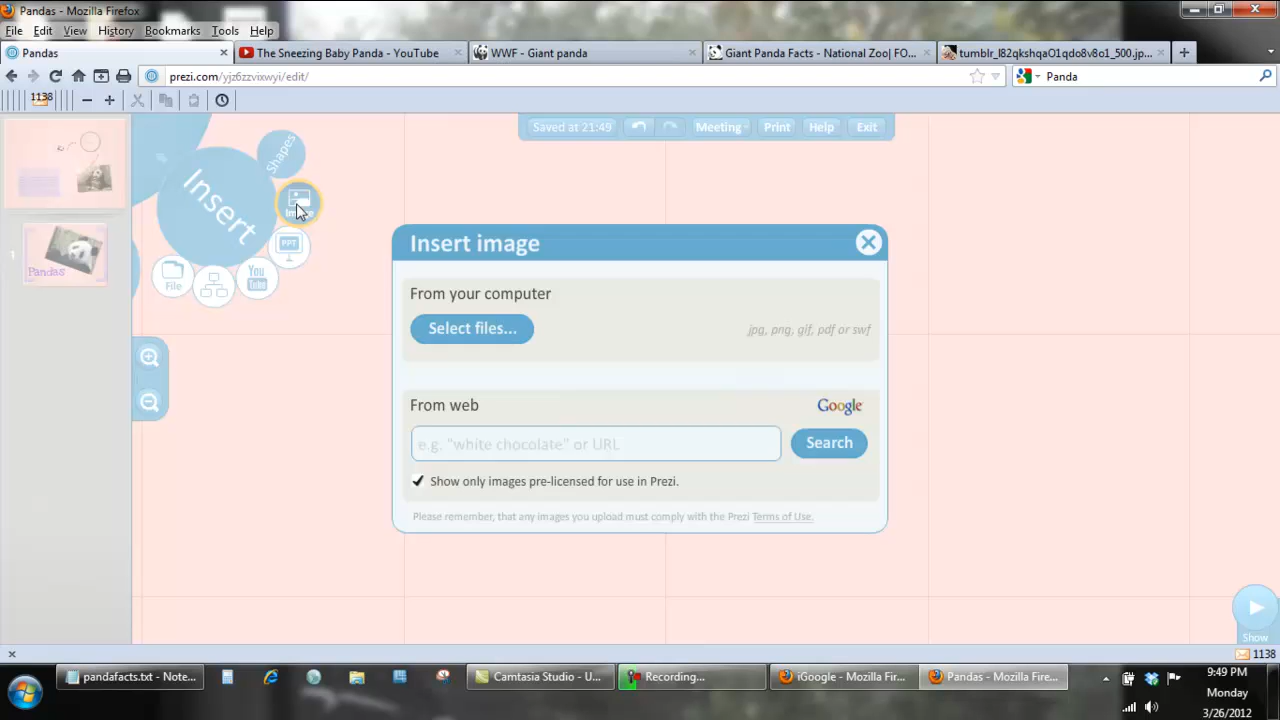 Pandas - Mozilla Firefox
File Edit View History Bookmarks Tools Help
Pandas
The Sneezing Baby Panda - YouTube
WWF - Giant panda
Giant Panda Facts - National Zoo| FO...
tumblr_l82qkshqaO1qdo8v8o1_500.jp...
prezi.com/yjz6zzvixwyi/edit/
Panda
1138
Saved at 21:49 Meeting Print Help Exit
Shapes
Insert
Image
PPT
You Tube
File
1
Pandas
Insert image
From your computer
Select files...
jpg, png, gif, pdf or swf
From web
Google
e.g. "white chocolate" or URL
Search
Show only images pre-licensed for use in Prezi.
Please remember, that any images you upload must comply with the Prezi Terms of Use.
Show
1138
pandafacts.txt - Note...
Camtasia Studio - U...
Recording...
iGoogle - Mozilla Fir...
Pandas - Mozilla Fire...
9:49 PM
Monday
3/26/2012